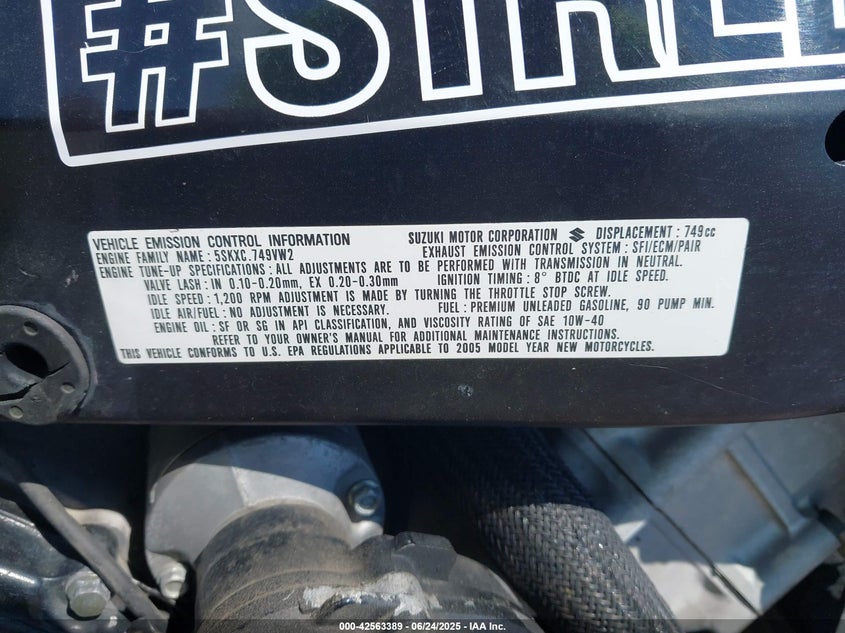 #STRE
VEHICLE EMISSION CONTROL INFORMATION SUZUKI MOTOR CORPORATION DISPLACEMENT : 749cc
ENGINE FAMILY NAME : 5SKXC.749VW2 EXHAUST EMISSION CONTROL SYSTEM : SFI/ECM/PAIR
ENGINE TUNE-UP SPECIFICATIONS : ALL ADJUSTMENTS ARE TO BE PERFORMED WITH TRANSMISSION IN NEUTRAL.
VALVE LASH : IN 0.10-0.20mm, EX 0.20-0.30mm IGNITION TIMING : 8° BTDC AT IDLE SPEED.
IDLE SPEED : 1,200 RPM ADJUSTMENT IS MADE BY TURNING THE THROTTLE STOP SCREW.
IDLE AIR/FUEL : NO ADJUSTMENT IS NECESSARY. FUEL : PREMIUM UNLEADED GASOLINE, 90 PUMP MIN.
ENGINE OIL : SF OR SG IN API CLASSIFICATION, AND VISCOSITY RATING OF SAE 10W-40
REFER TO YOUR OWNER'S MANUAL FOR ADDITIONAL MAINTENANCE INSTRUCTIONS.
THIS VEHICLE CONFORMS TO U.S. EPA REGULATIONS APPLICABLE TO 2005 MODEL YEAR NEW MOTORCYCLES.
000-42563389 - 06/24/2025 - IAA Inc.